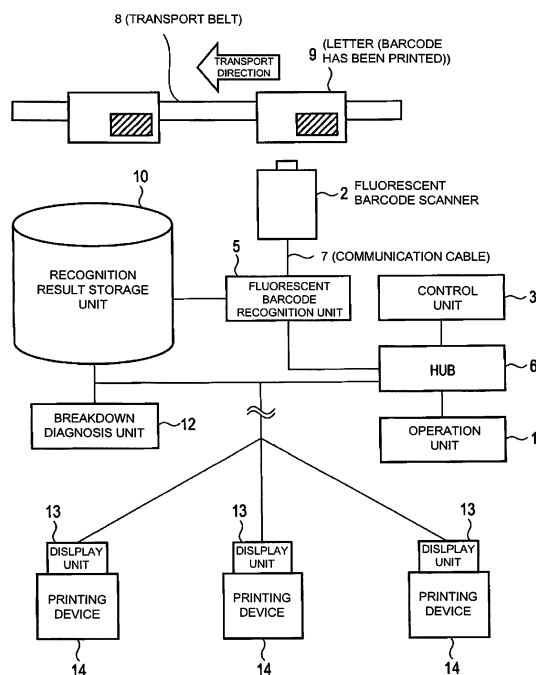 8 (TRANSPORT BELT)
9 (LETTER (BARCODE
HAS BEEN PRINTED))
TRANSPORT
DIRECTION
10
2 FLUORESCENT
BARCODE SCANNER
7 (COMMUNICATION CABLE)
5
RECOGNITION
RESULT STORAGE
UNIT
FLUORESCENT
BARCODE
RECOGNITION UNIT
CONTROL
UNIT
3
HUB
6
BREAKDOWN
DIAGNOSIS UNIT
12
OPERATION
UNIT
1
13
13
13
DISLPLAY
UNIT
DISLPLAY
UNIT
DISLPLAY
UNIT
PRINTING
DEVICE
PRINTING
DEVICE
PRINTING
DEVICE
14
14
14